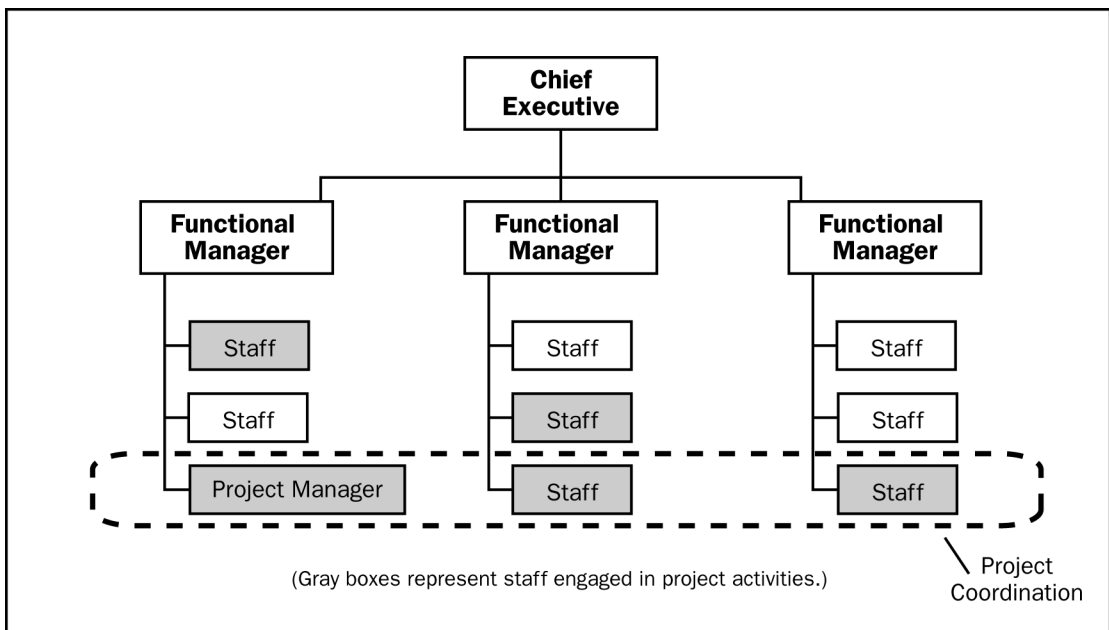 Chief
Executive
Functional
Manager
Functional
Manager
Functional
Manager
Staff
Staff
Staff
Staff
Staff
Staff
Project Manager
Staff
Staff
(Gray boxes represent staff engaged in project activities.)
Project
Coordination